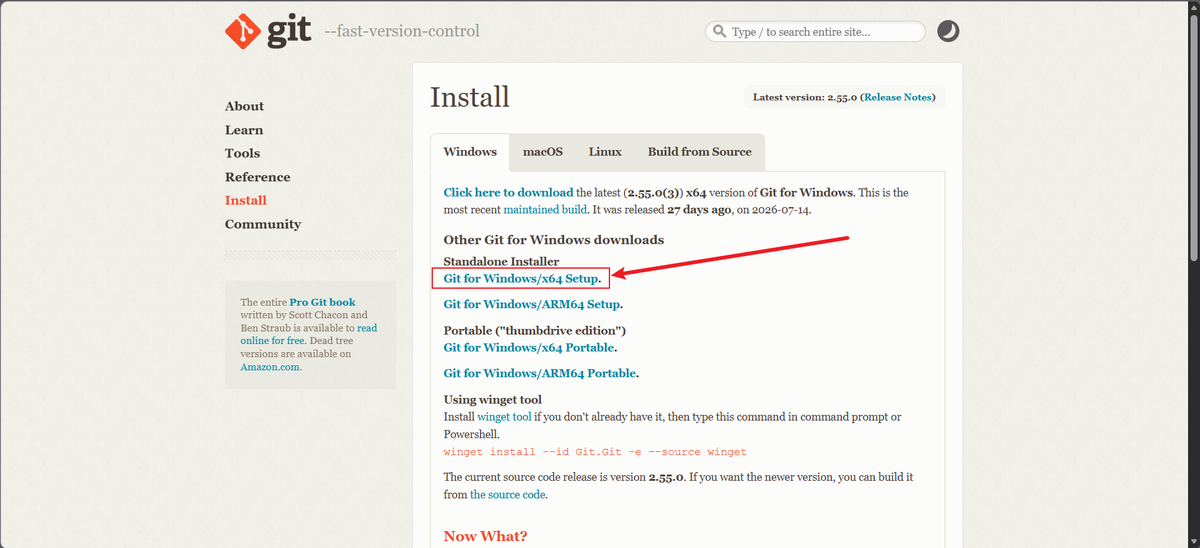 git --fast-version-control
Type / to search entire site...
About
Learn
Tools
Reference
Install
Community
The entire Pro Git book
written by Scott Chacon and
Ben Straub is available to read
online for free. Dead tree
versions are available on
Amazon.com.
Install
Latest version: 2.55.0 (Release Notes)
Windows macOS Linux Build from Source
Click here to download the latest (2.55.0(3)) x64 version of Git for Windows. This is the
most recent maintained build. It was released 27 days ago, on 2026-07-14.
Other Git for Windows downloads
Standalone Installer
Git for Windows/x64 Setup.
Git for Windows/ARM64 Setup.
Portable ("thumbdrive edition")
Git for Windows/x64 Portable.
Git for Windows/ARM64 Portable.
Using winget tool
Install winget tool if you don't already have it, then type this command in command prompt or
Powershell.
winget install --id Git.Git -e --source winget
The current source code release is version 2.55.0. If you want the newer version, you can build it
from the source code.
Now What?